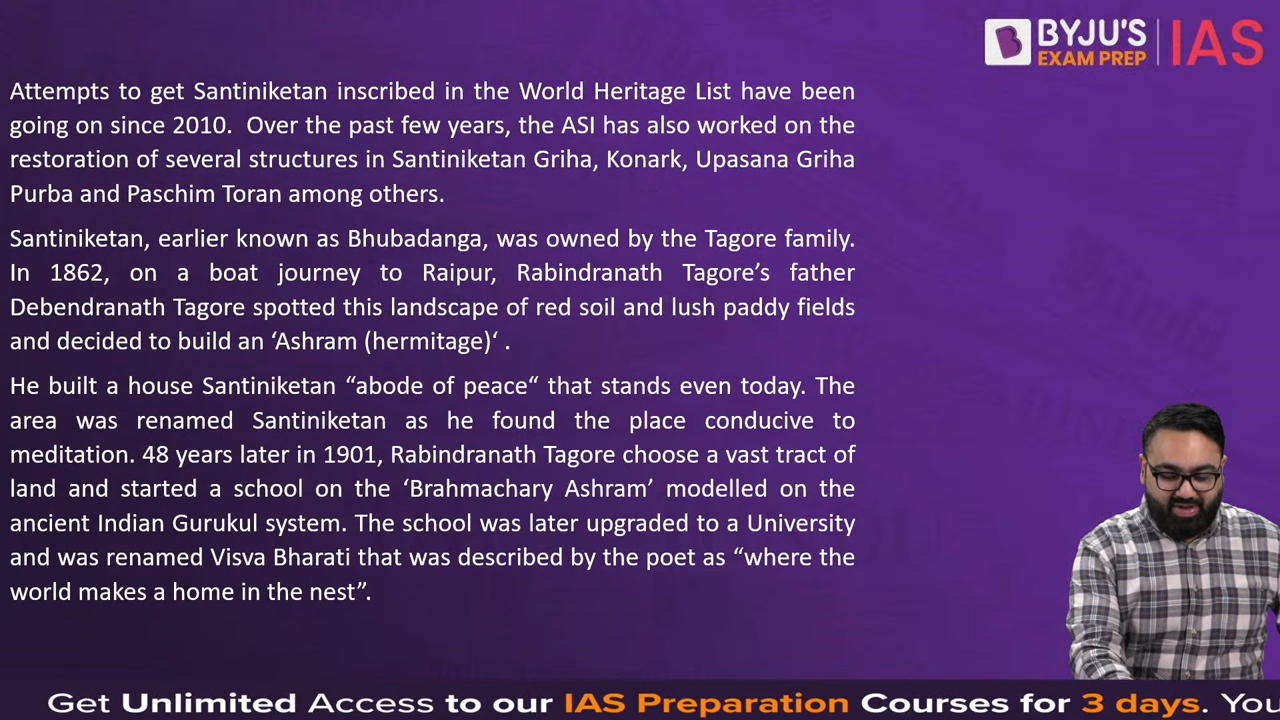 BYJU'S
EXAM PREP
IAS
Attempts to get Santiniketan inscribed in the World Heritage List have been
going on since 2010. Over the past few years, the ASI has also worked on the
restoration of several structures in Santiniketan Griha, Konark, Upasana Griha
Purba and Paschim Toran among others.
Santiniketan, earlier known as Bhubadanga, was owned by the Tagore family.
In 1862, on a boat journey to Raipur, Rabindranath Tagore’s father
Debendranath Tagore spotted this landscape of red soil and lush paddy fields
and decided to build an ‘Ashram (hermitage)‘ .
He built a house Santiniketan “abode of peace“ that stands even today. The
area was renamed Santiniketan as he found the place conducive to
meditation. 48 years later in 1901, Rabindranath Tagore choose a vast tract of
land and started a school on the ‘Brahmachary Ashram’ modelled on the
ancient Indian Gurukul system. The school was later upgraded to a University
and was renamed Visva Bharati that was described by the poet as “where the
world makes a home in the nest”.
Get Unlimited Access to our IAS Preparation Courses for 3 days. You